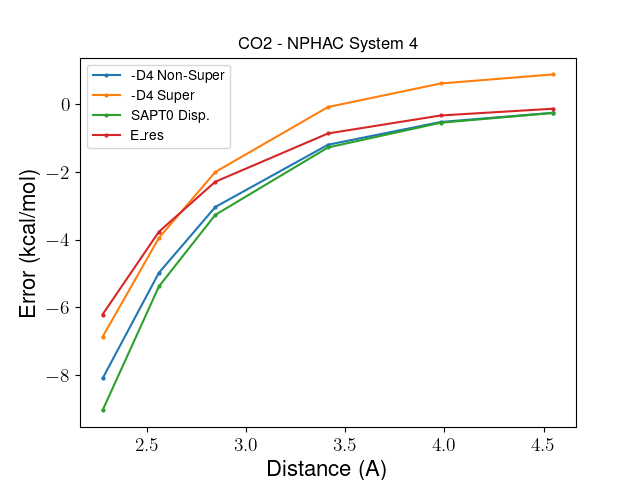 CO2 - NPHAC System 4
-D4 Non-Super
-D4 Super
SAPT0 Disp.
E_res
Error (kcal/mol)
0
−2
−4
−6
−8
2.5 3.0 3.5 4.0 4.5
Distance (A)